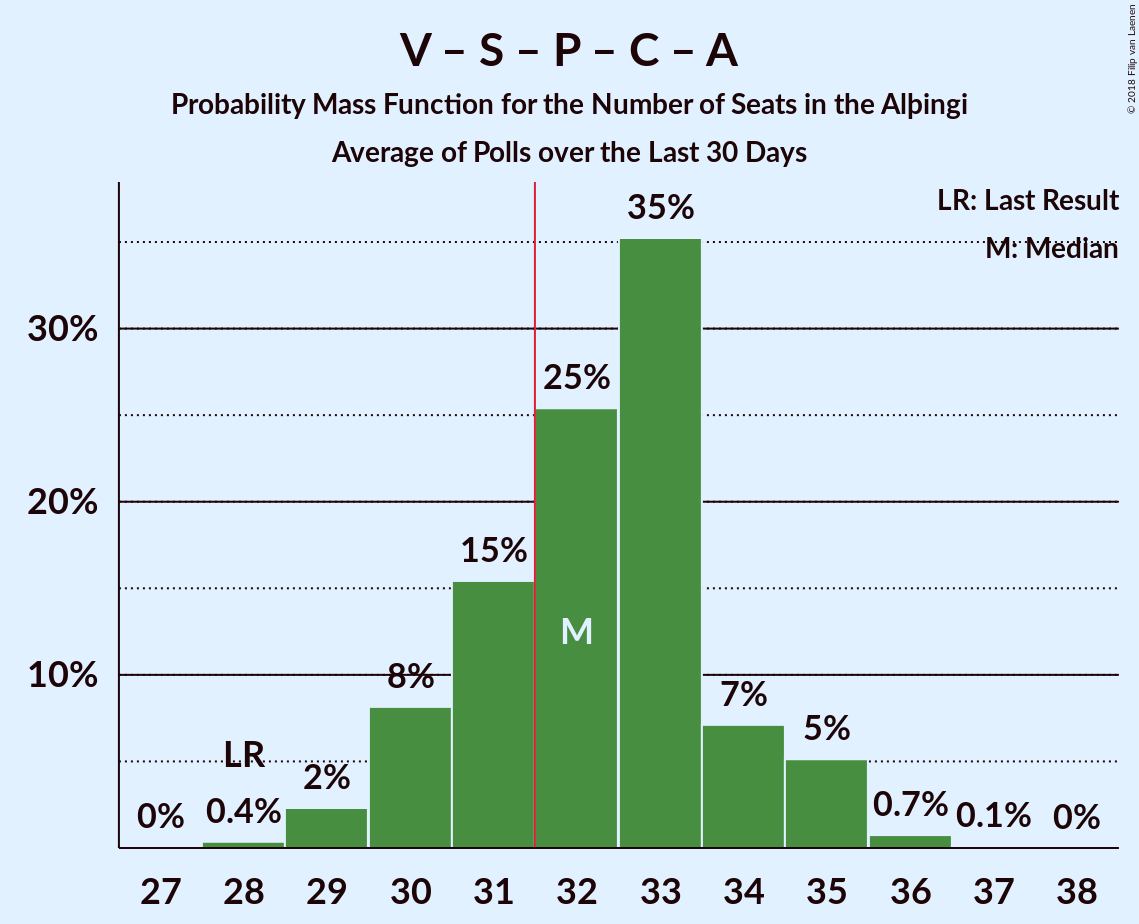 V – S – P – C – A
Probability Mass Function for the Number of Seats in the Alþingi
Average of Polls over the Last 30 Days
© 2018 Filip van Laenen
LR: Last Result
M: Median
35%
30%
25%
20%
15%
M
10%
8%
7%
5%
LR
2%
0%
0.4%
0.7%
0.1%
0%
27 28 29 30 31 32 33 34 35 36 37 38